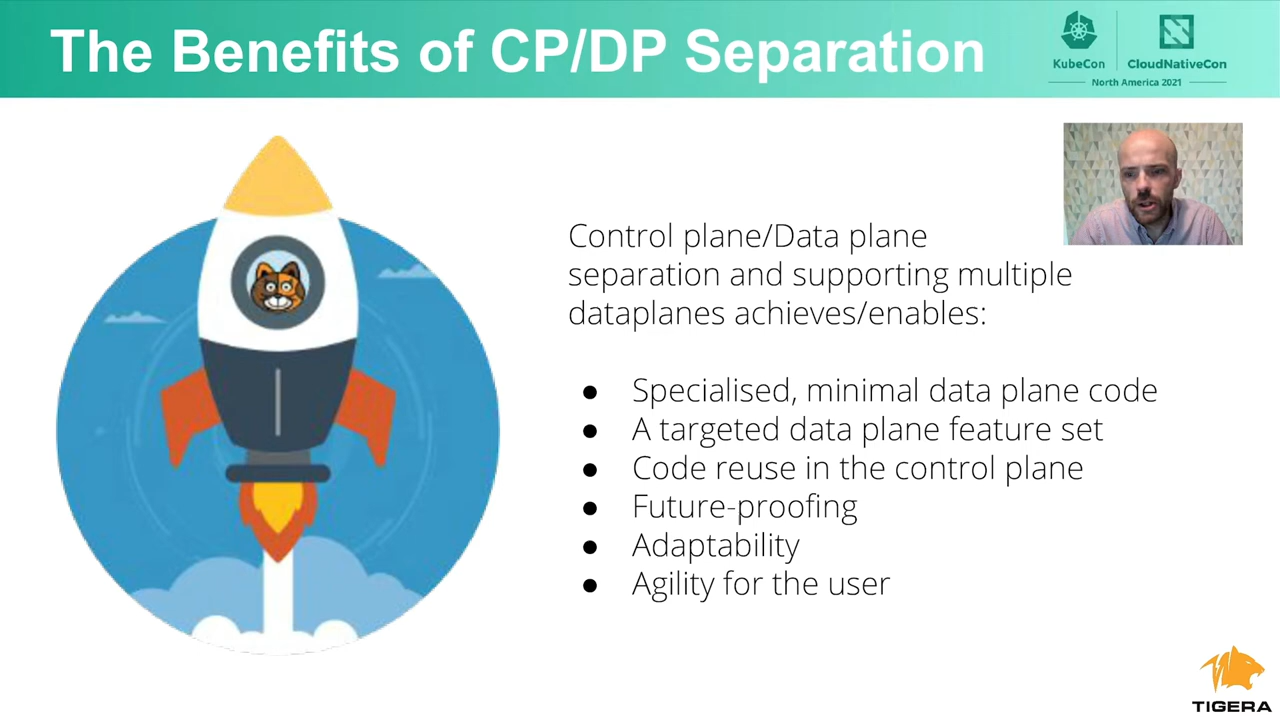 The Benefits of CP/DP Separation
KubeCon
CloudNativeCon
North America 2021
Control plane/Data plane
separation and supporting multiple
dataplanes achieves/enables:
● Specialised, minimal data plane code
● A targeted data plane feature set
● Code reuse in the control plane
● Future-proofing
● Adaptability
● Agility for the user
TIGERA